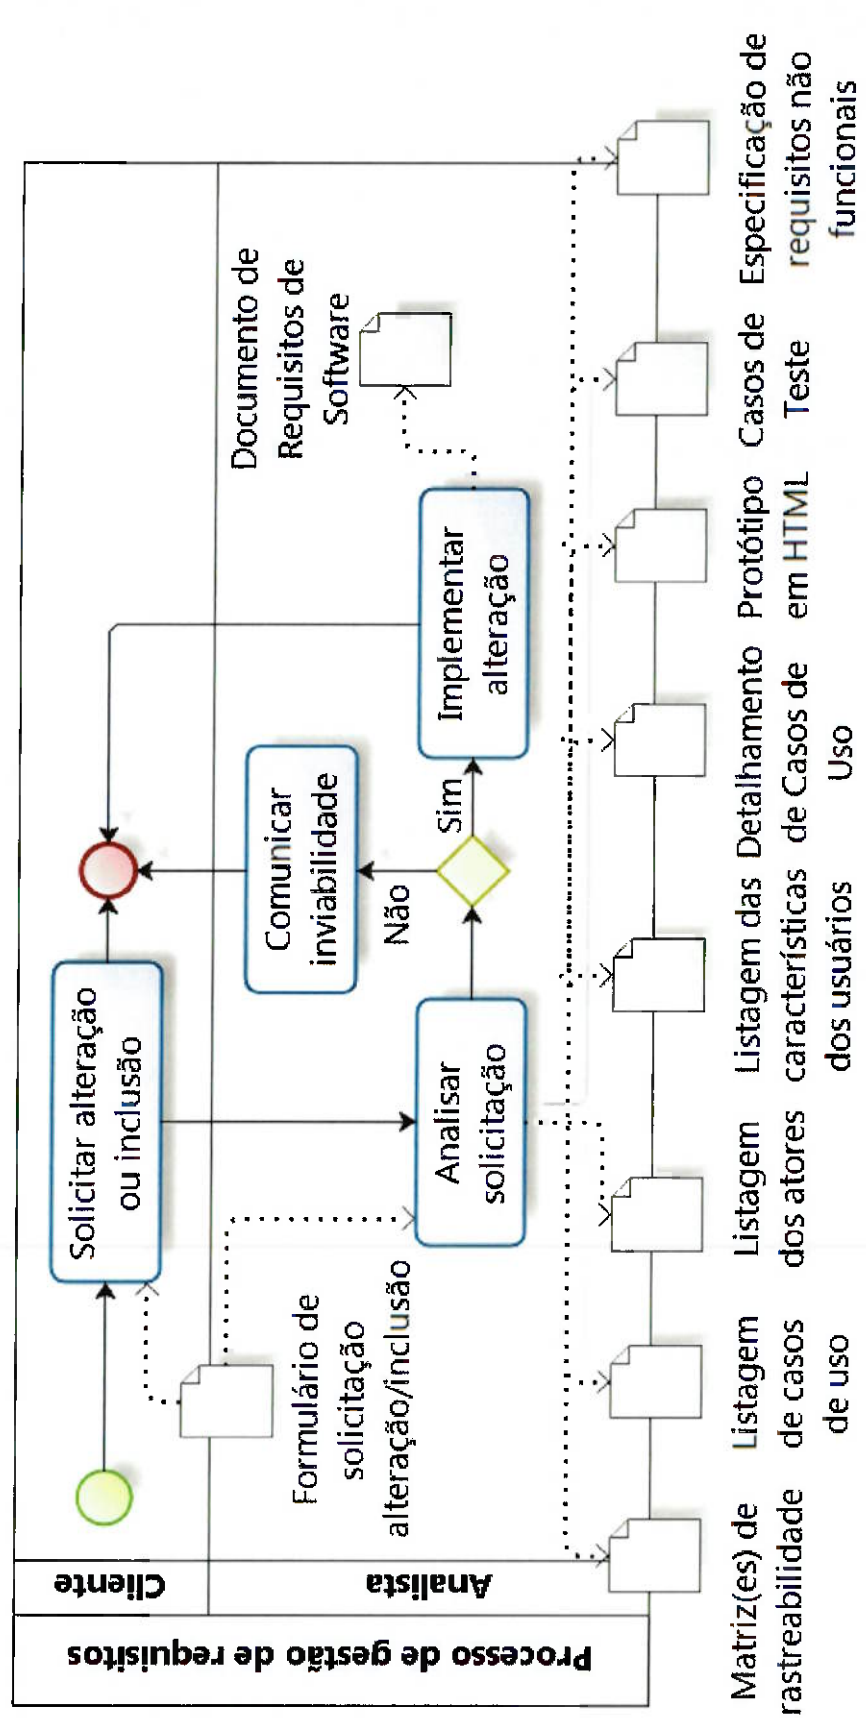 Processo de gestão de requisitos
Cliente
Analista
Solicitar alteração
ou inclusão
Formulário de
solicitação
alteração/inclusão
Analisar
solicitação
Comunicar
inviabilidade
Não
Sim
Implementar
alteração
Documento de
Requisitos de
Software
Matriz(es) de
rastreabilidade
Listagem
de casos
de uso
Listagem
dos atores
Listagem das
características
dos usuários
Detalhamento
de Casos de
Uso
Protótipo
em HTML
Casos de
Teste
Especificação de
requisitos não
funcionais